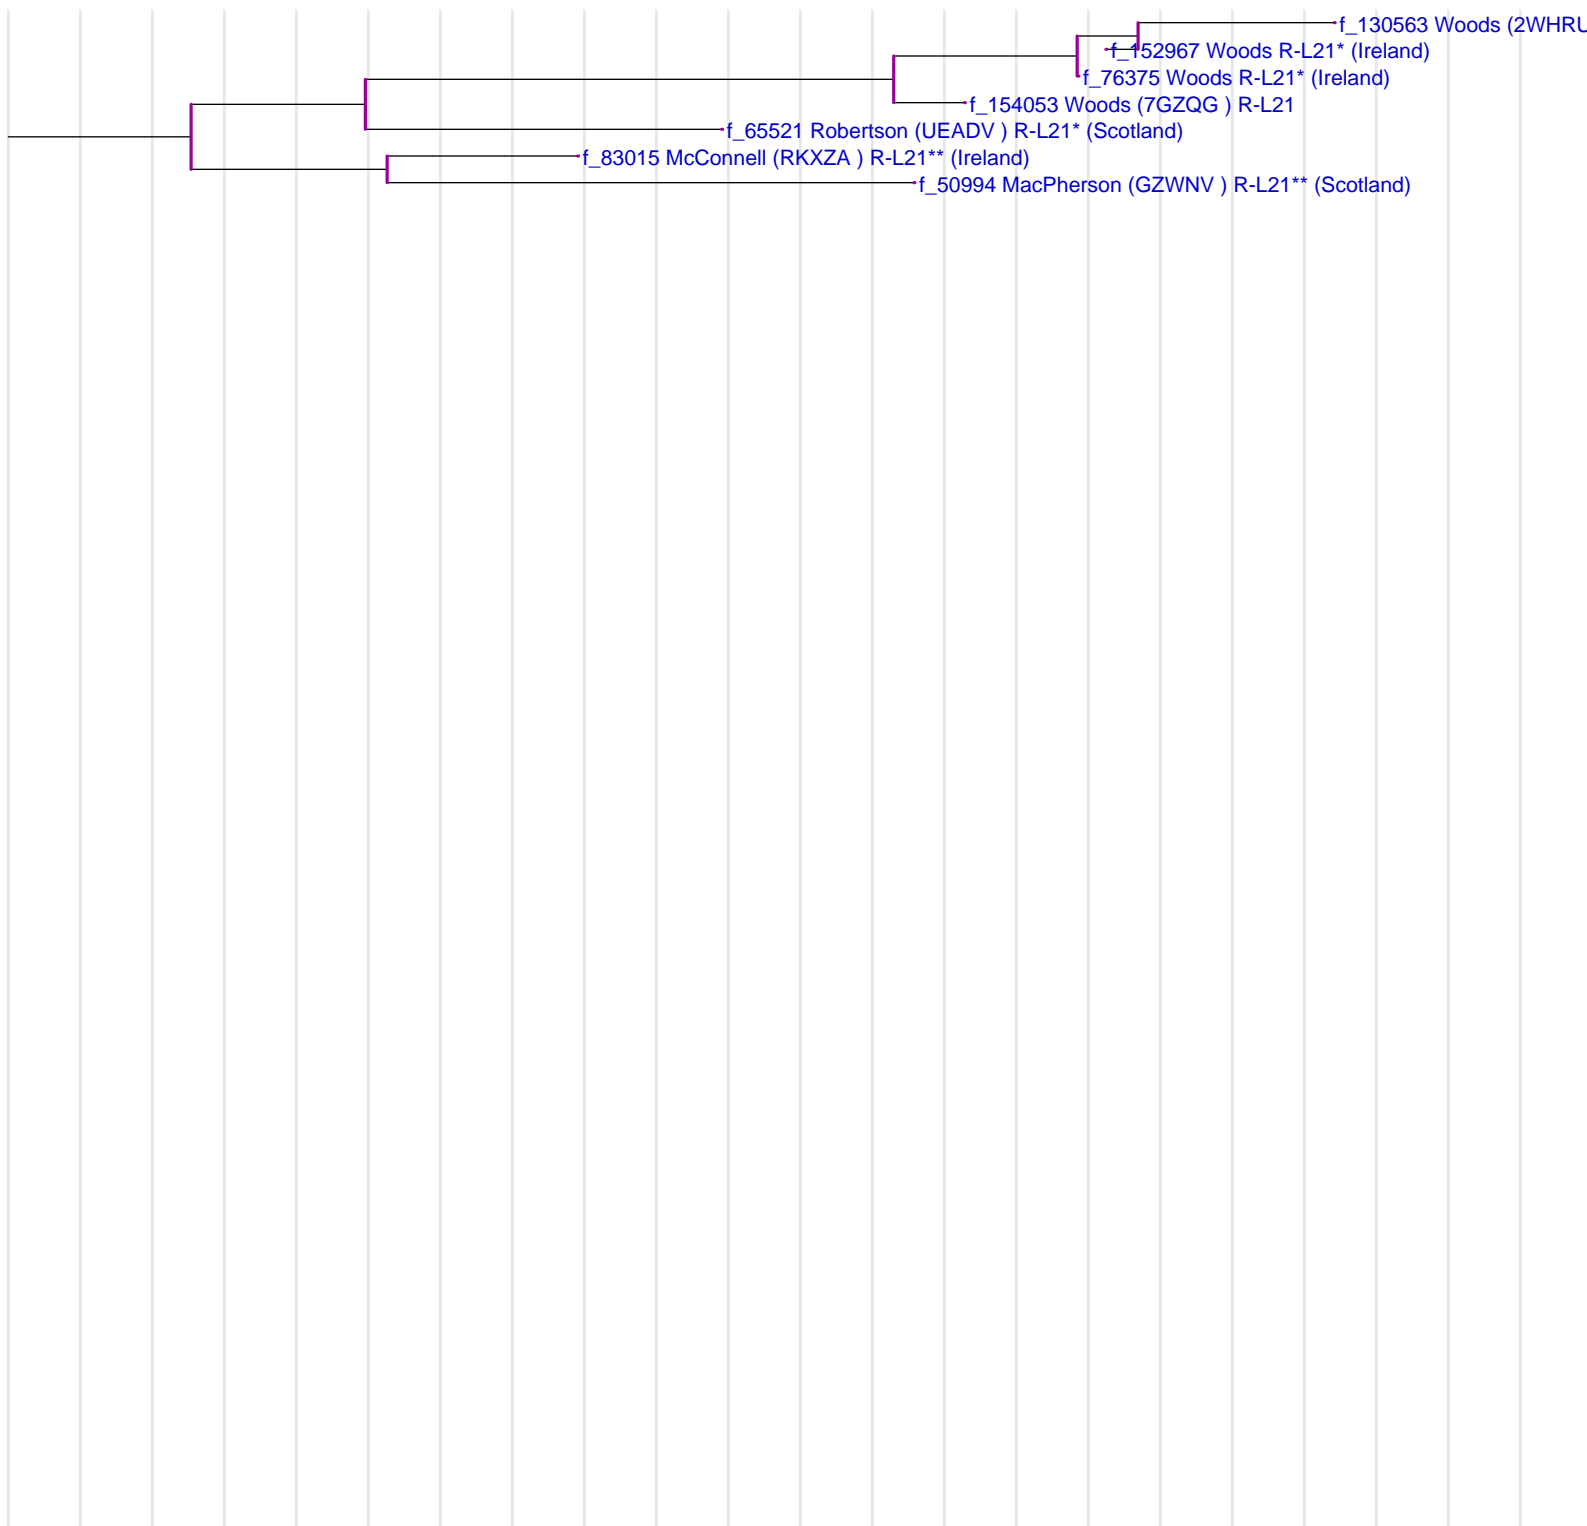 f_130563 Woods (2WHRU
f_152967 Woods R-L21* (Ireland)
f_76375 Woods R-L21* (Ireland)
f_154053 Woods (7GZQG ) R-L21
f_65521 Robertson (UEADV ) R-L21* (Scotland)
f_83015 McConnell (RKXZA ) R-L21** (Ireland)
f_50994 MacPherson (GZWNV ) R-L21** (Scotland)